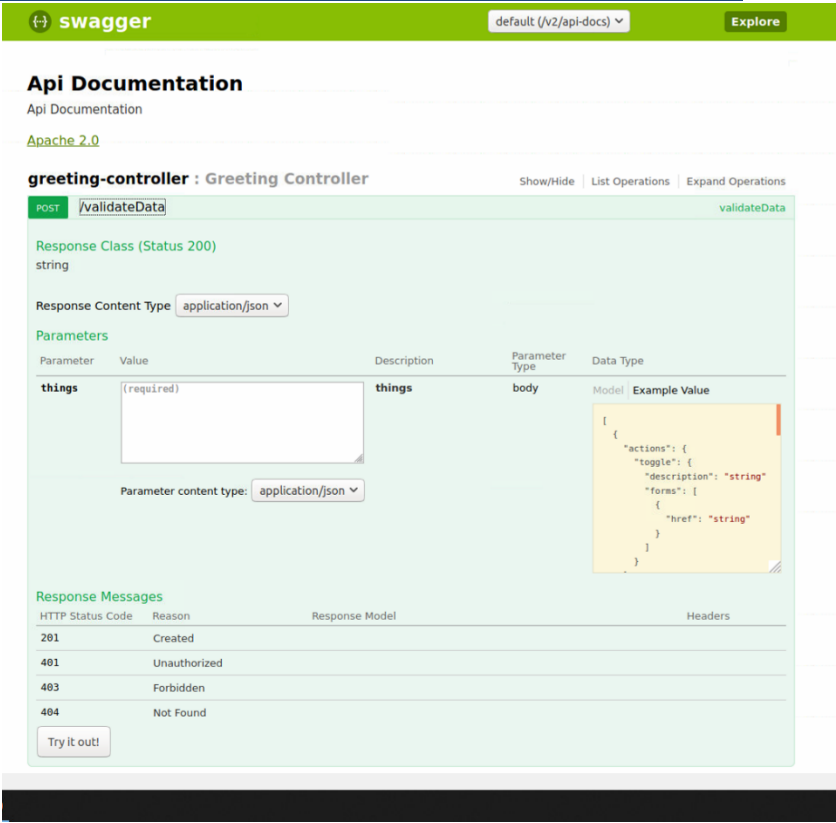 {···} swagger default (/v2/api-docs) Explore
Api Documentation
Api Documentation
Apache 2.0
greeting-controller : Greeting Controller Show/Hide List Operations Expand Operations
POST /validateData validateData
Response Class (Status 200)
string
Response Content Type application/json
Parameters
Parameter Value Description Parameter Type Data Type
things (required) things body Model Example Value
[
{
"actions": {
"toggle": {
"description": "string"
"forms": [
{
"href": "string"
}
]
}
Parameter content type: application/json
Response Messages
HTTP Status Code Reason Response Model Headers
201 Created
401 Unauthorized
403 Forbidden
404 Not Found
Try it out!